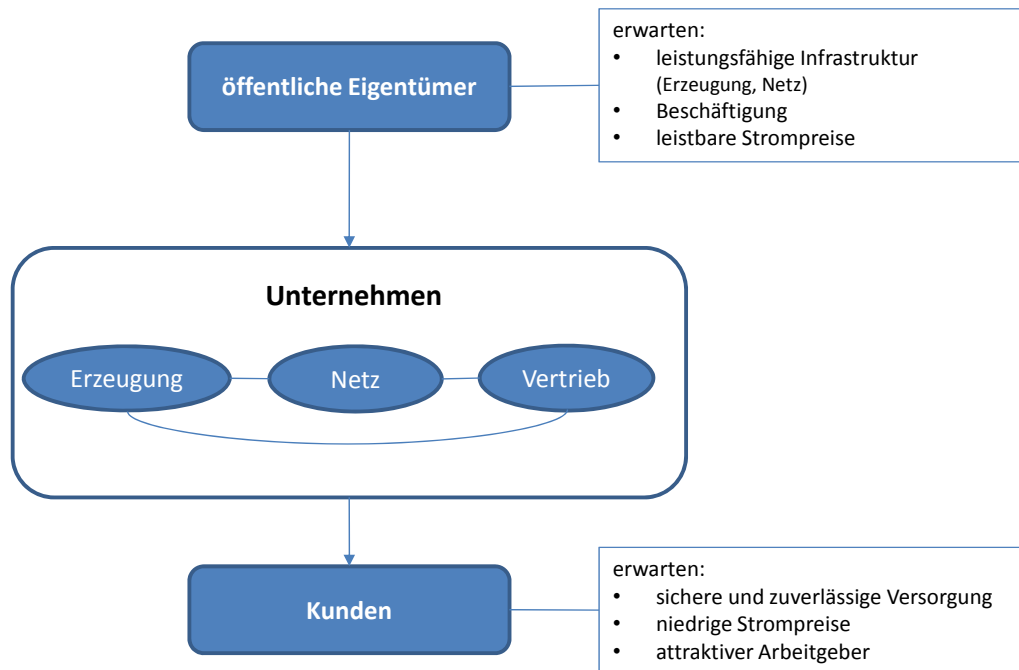 öffentliche Eigentümer
erwarten:
• leistungsfähige Infrastruktur
(Erzeugung, Netz)
• Beschäftigung
• leistbare Strompreise
Unternehmen
Erzeugung
Netz
Vertrieb
Kunden
erwarten:
• sichere und zuverlässige Versorgung
• niedrige Strompreise
• attraktiver Arbeitgeber